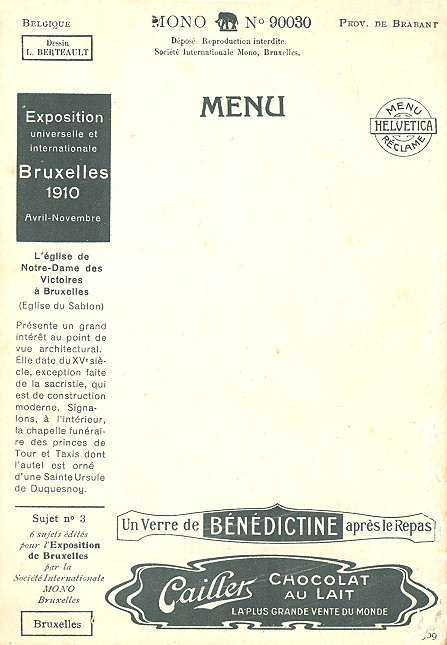 BELGIQUE
MONO N° 90030
PROV. DE BRABANT
Dessin
L. BERTEAULT
Déposé. Reproduction interdite.
Société Internationale Mono, Bruxelles.
MENU
MENU
HELVETICA
RÉCLAME
Exposition
universelle et
internationale
Bruxelles
1910
Avril-Novembre
L'église de
Notre-Dame des
Victoires
à Bruxelles
(Eglise du Sablon)
Présente un grand
intérêt au point de
vue architectural.
Elle date du XVe siè-
cle, exception faite
de la sacristie, qui
est de construction
moderne. Signa-
lons, à l'intérieur,
la chapelle funérai-
re des princes de
Tour et Taxis dont
l'autel est orné
d'une Sainte Ursule
de Duquesnoy.
Sujet n° 3
6 sujets édités
pour l'Exposition
de Bruxelles
par la
Société Internationale
MONO
Bruxelles
Bruxelles
Un Verre de BÉNÉDICTINE après le Repas
Cailler CHOCOLAT
AU LAIT
LA PLUS GRANDE VENTE DU MONDE